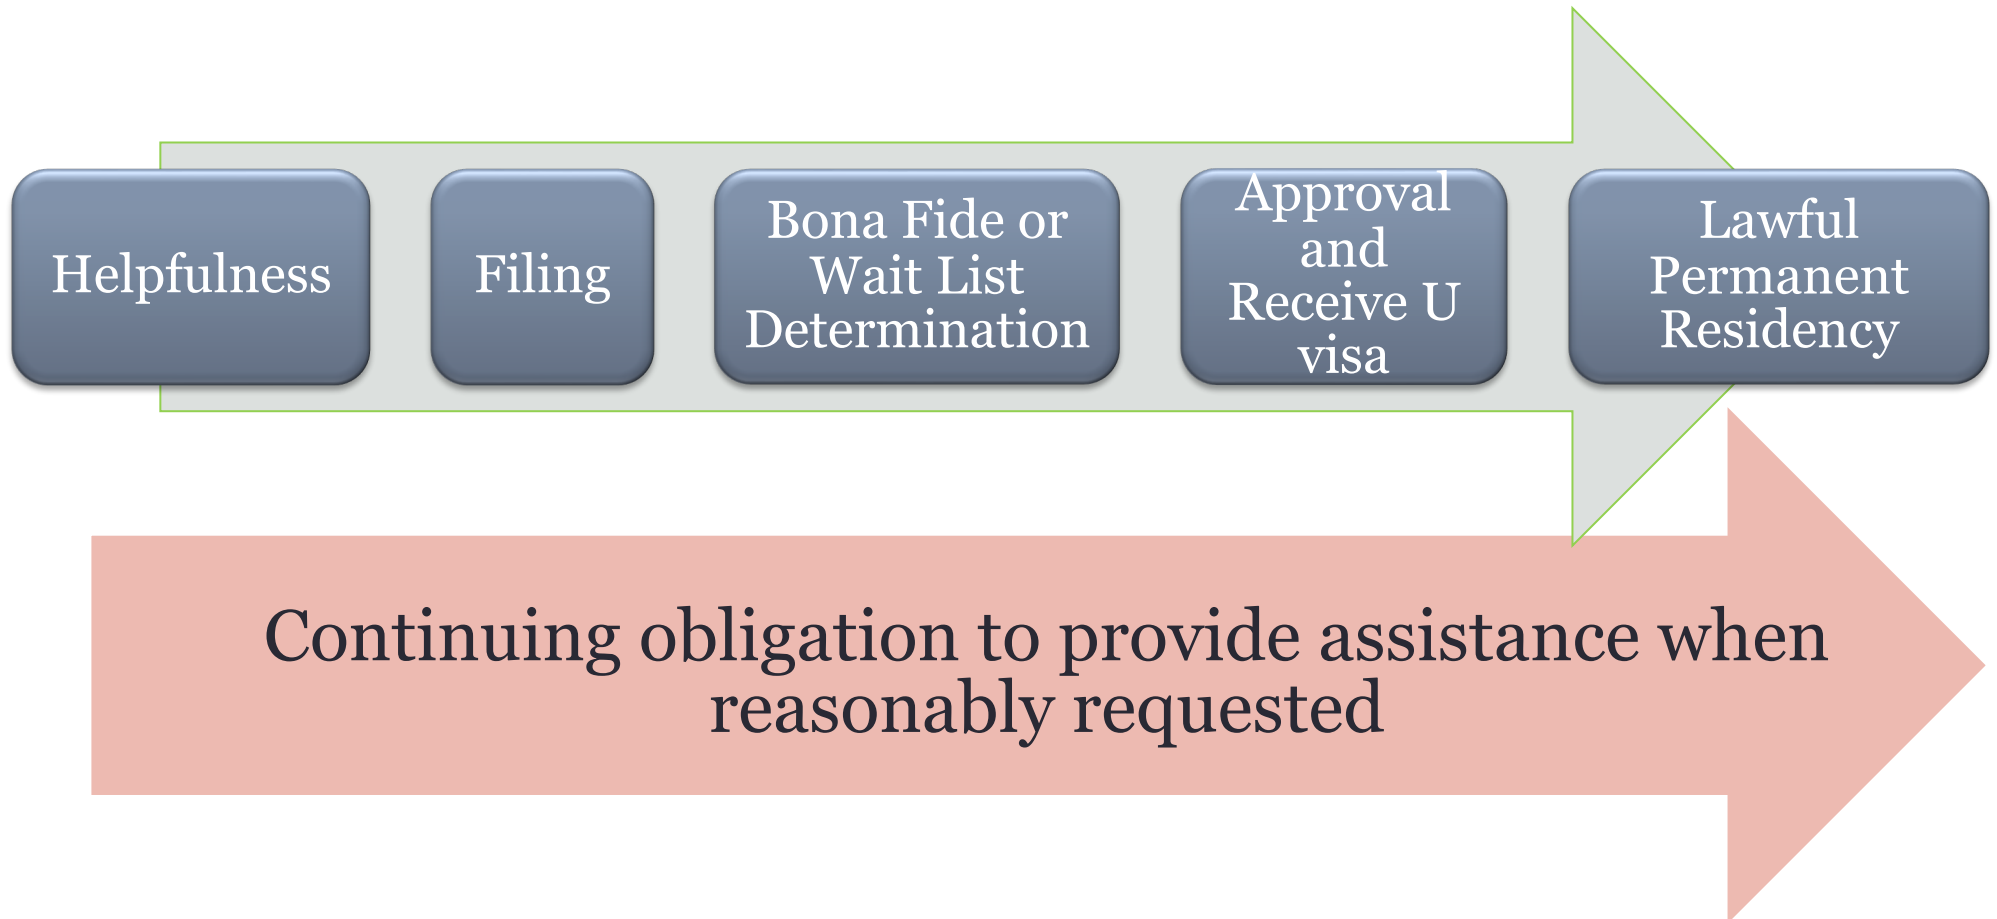 Helpfulness
Filing
Bona Fide or
Wait List
Determination
Approval
and
Receive U
visa
Lawful
Permanent
Residency
Continuing obligation to provide assistance when
reasonably requested